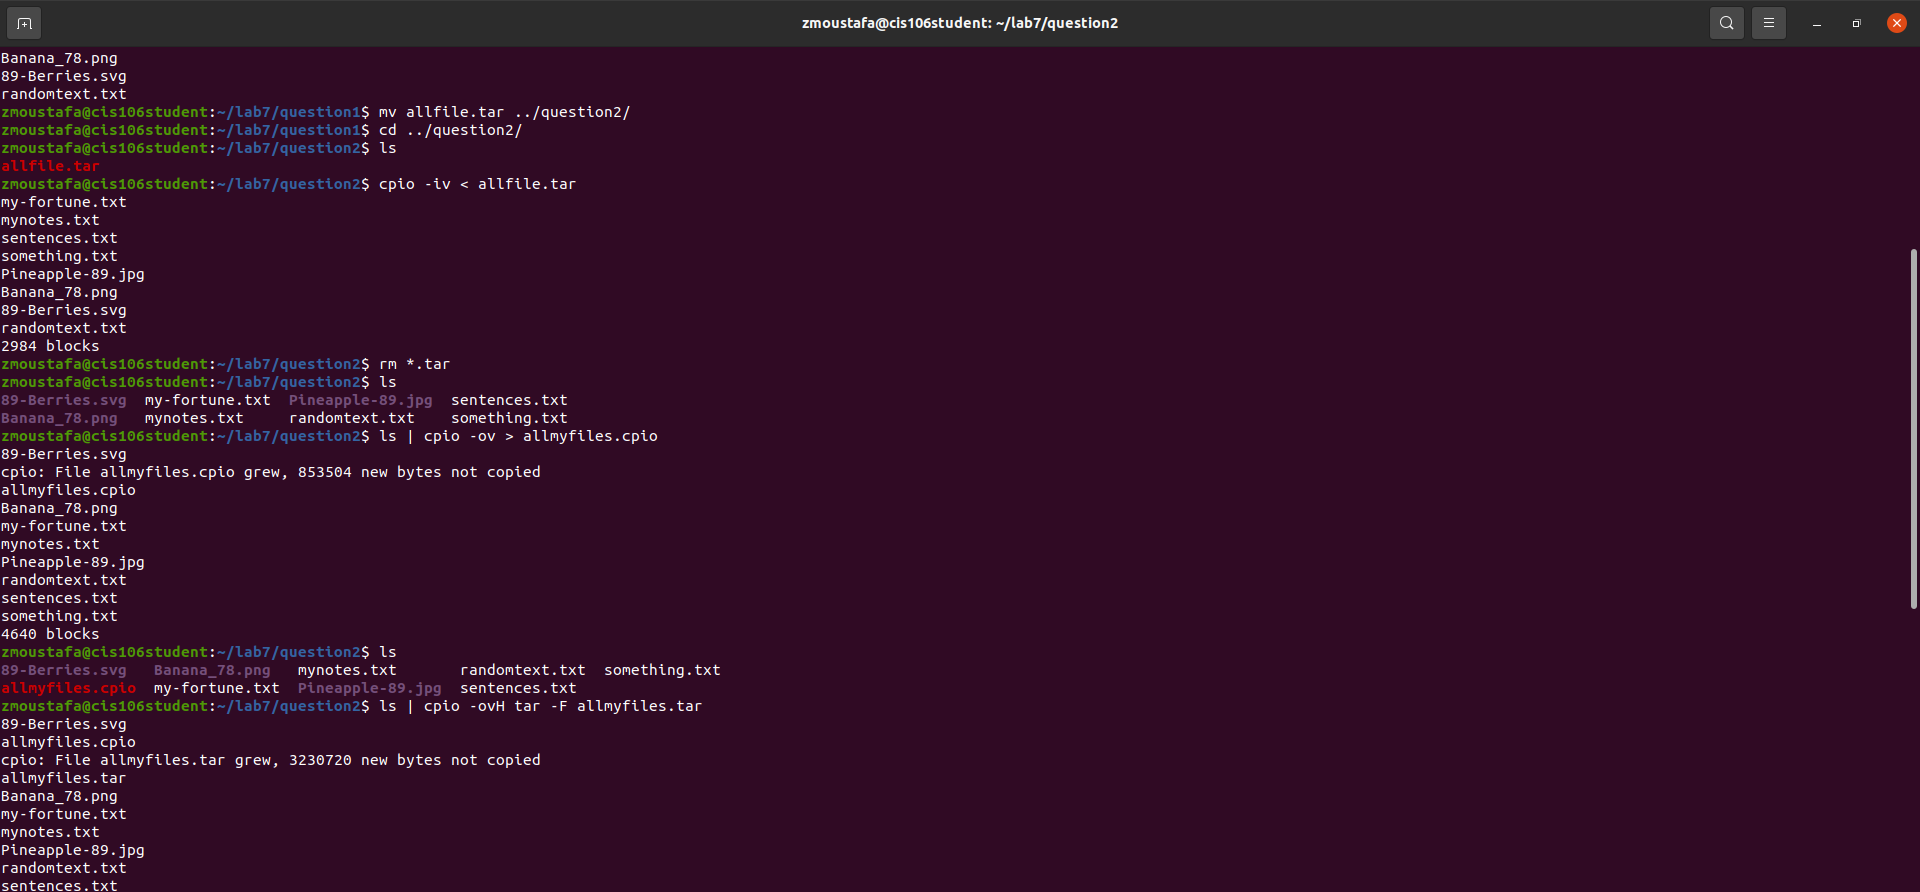 zmoustafa@cis106student: ~/lab7/question2
Banana_78.png
89-Berries.svg
randomtext.txt
zmoustafa@cis106student:~/lab7/question1$ mv allfile.tar ../question2/
zmoustafa@cis106student:~/lab7/question1$ cd ../question2/
zmoustafa@cis106student:~/lab7/question2$ ls
allfile.tar
zmoustafa@cis106student:~/lab7/question2$ cpio -iv < allfile.tar
my-fortune.txt
mynotes.txt
sentences.txt
something.txt
Pineapple-89.jpg
Banana_78.png
89-Berries.svg
randomtext.txt
2984 blocks
zmoustafa@cis106student:~/lab7/question2$ rm *.tar
zmoustafa@cis106student:~/lab7/question2$ ls
89-Berries.svg  my-fortune.txt  Pineapple-89.jpg  sentences.txt
Banana_78.png   mynotes.txt     randomtext.txt    something.txt
zmoustafa@cis106student:~/lab7/question2$ ls | cpio -ov > allmyfiles.cpio
89-Berries.svg
cpio: File allmyfiles.cpio grew, 853504 new bytes not copied
allmyfiles.cpio
Banana_78.png
my-fortune.txt
mynotes.txt
Pineapple-89.jpg
randomtext.txt
sentences.txt
something.txt
4640 blocks
zmoustafa@cis106student:~/lab7/question2$ ls
89-Berries.svg   Banana_78.png   mynotes.txt       randomtext.txt  something.txt
allmyfiles.cpio  my-fortune.txt  Pineapple-89.jpg  sentences.txt
zmoustafa@cis106student:~/lab7/question2$ ls | cpio -ovH tar -F allmyfiles.tar
89-Berries.svg
allmyfiles.cpio
cpio: File allmyfiles.tar grew, 3230720 new bytes not copied
allmyfiles.tar
Banana_78.png
my-fortune.txt
mynotes.txt
Pineapple-89.jpg
randomtext.txt
sentences.txt